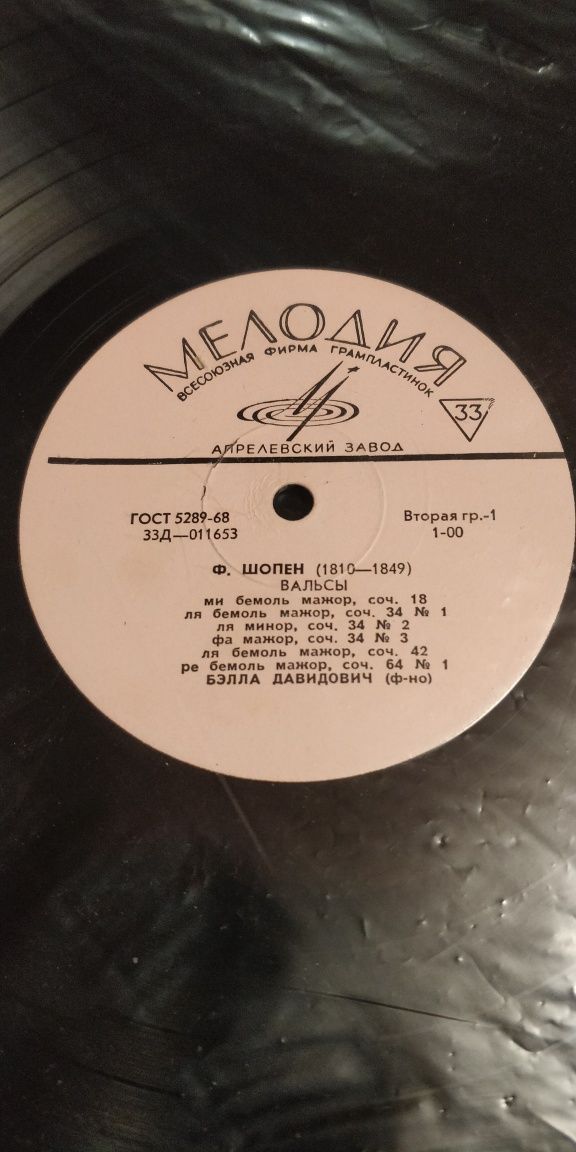 МЕЛОДИЯ
ВСЕСОЮЗНАЯ ФИРМА ГРАМПЛАСТИНОК
33
АПРЕЛЕВСКИЙ ЗАВОД
ГОСТ 5289-68
Вторая гр.-1
33Д—011653
1-00
Ф. ШОПЕН (1810—1849)
ВАЛЬСЫ
ми бемоль мажор, соч. 18
ля бемоль мажор, соч. 34 № 1
ля минор, соч. 34 № 2
фа мажор, соч. 34 № 3
ля бемоль мажор, соч. 42
ре бемоль мажор, соч. 64 № 1
БЭЛЛА ДАВИДОВИЧ (ф-но)